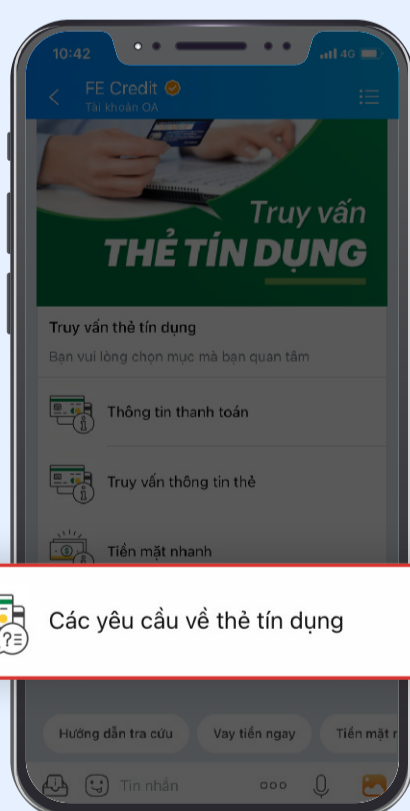 10:42
4G
FE Credit
Tài khoản OA
Truy vấn
THẺ TÍN DỤNG
Truy vấn thẻ tín dụng
Bạn vui lòng chọn mục mà bạn quan tâm
Thông tin thanh toán
Truy vấn thông tin thẻ
Tiền mặt nhanh
Các yêu cầu về thẻ tín dụng
Hướng dẫn tra cứu Vay tiền ngay Tiền mặt
Tin nhắn